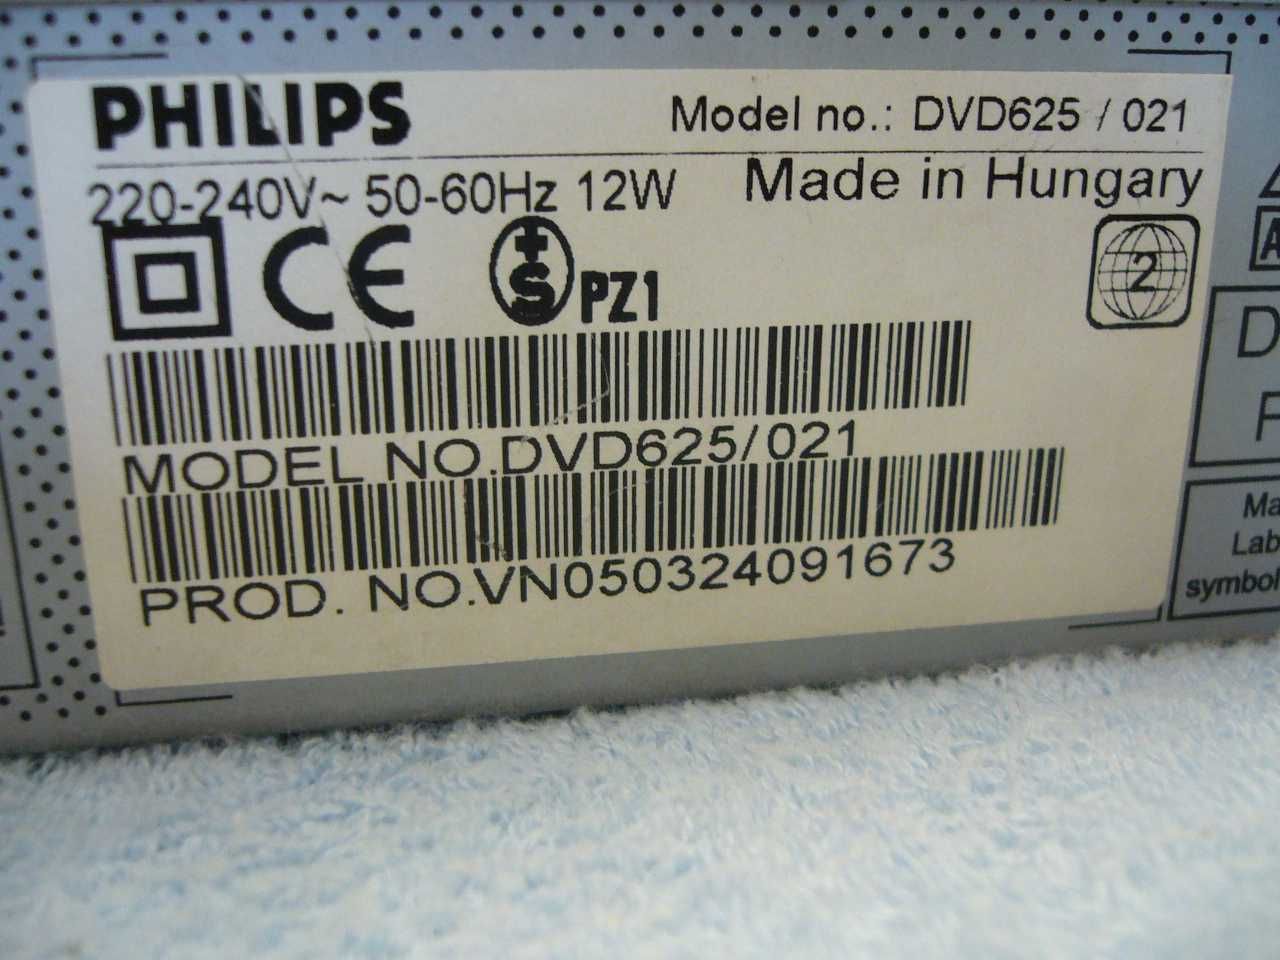 PHILIPS
Model no.: DVD625 / 021
220-240V~ 50-60Hz 12W
Made in Hungary
CE
+S PZ1
2
MODEL NO.DVD625/021
PROD. NO.VN050324091673